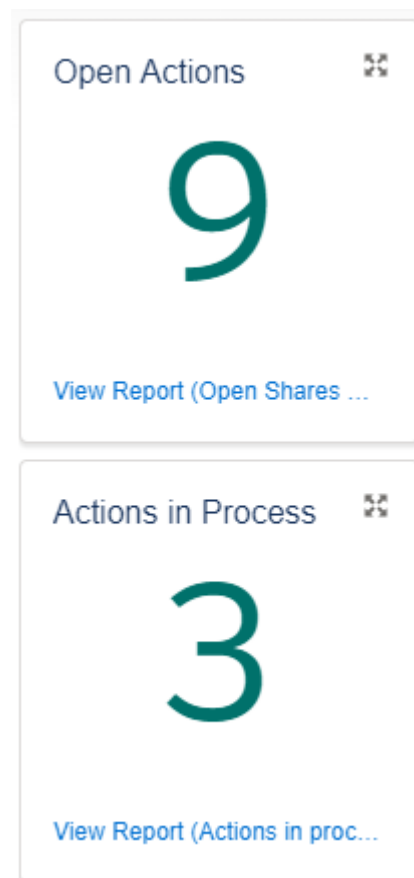 Open Actions
9
View Report (Open Shares ...
Actions in Process
3
View Report (Actions in proc...